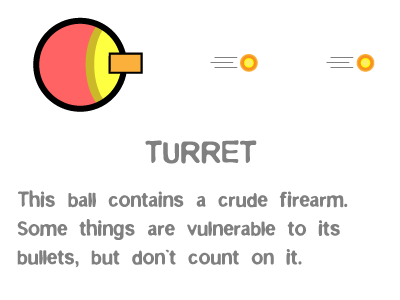 TURRET
This ball contains a crude firearm.
Some things are vulnerable to its
bullets, but don't count on it.